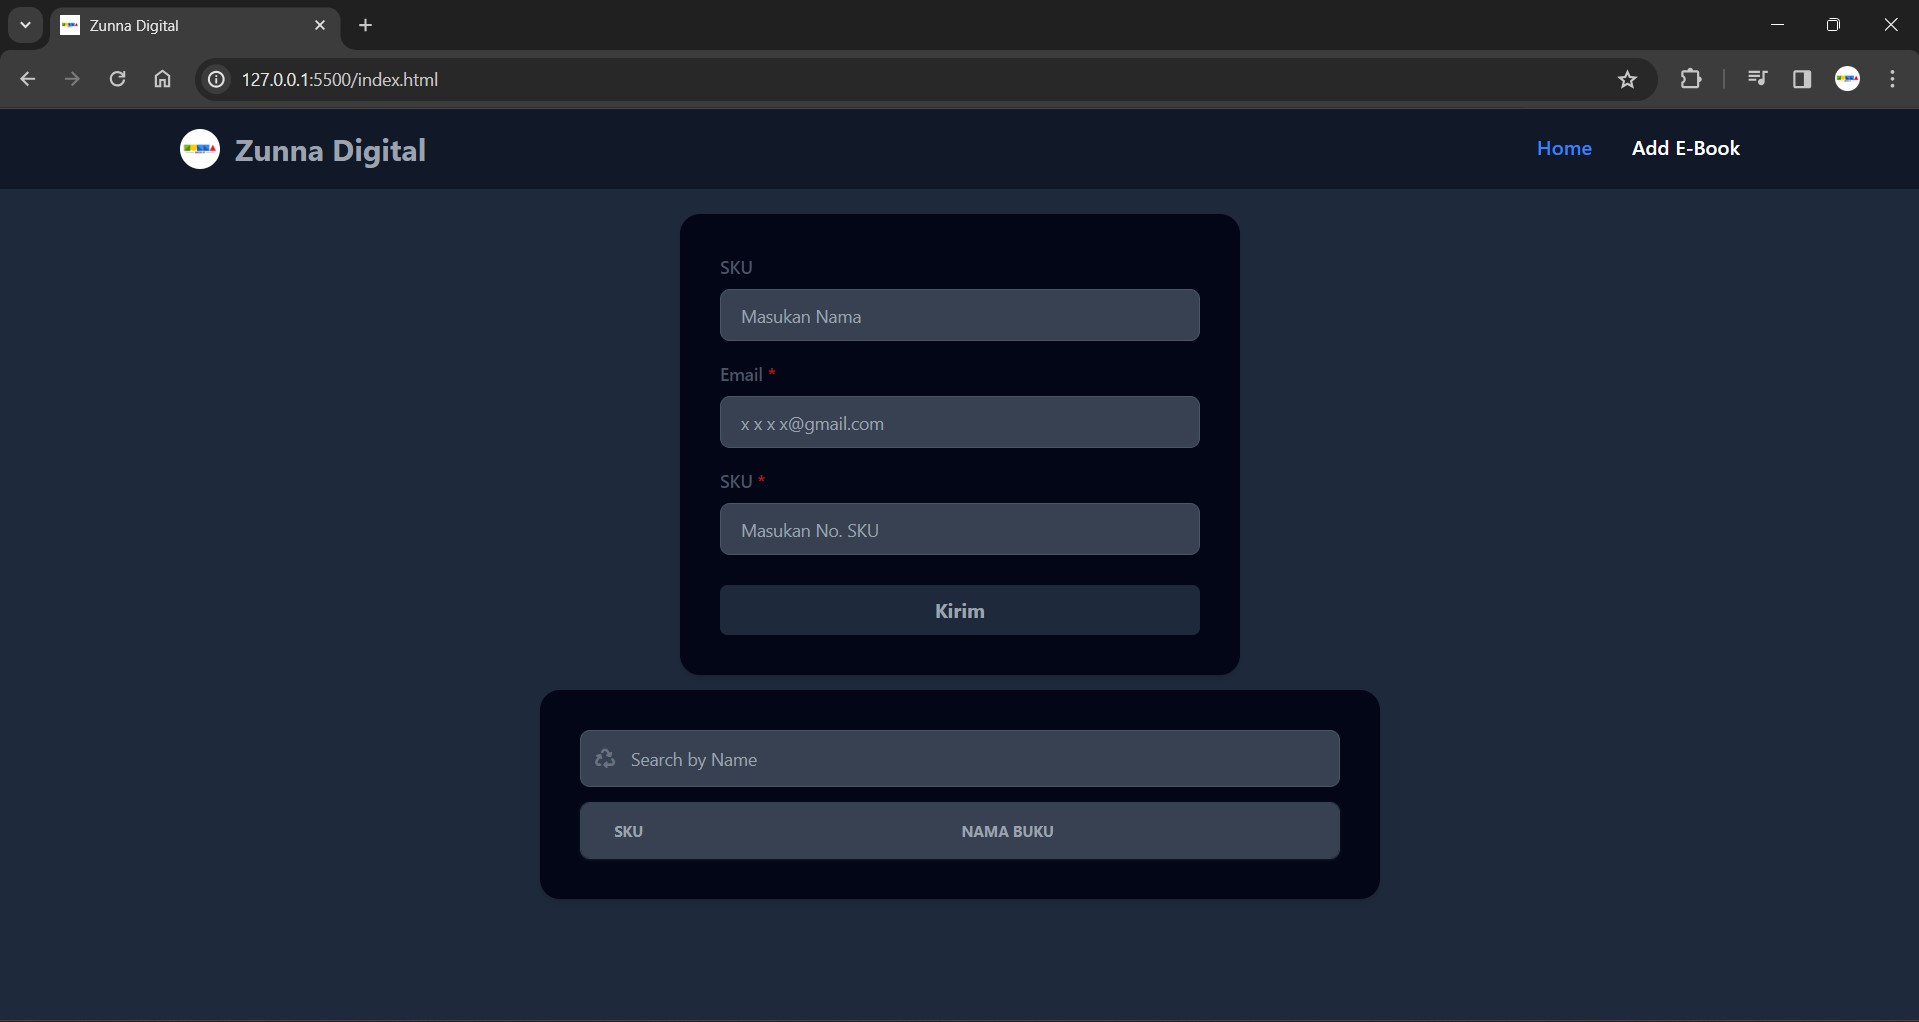 Zunna Digital
127.0.0.1:5500/index.html
Zunna Digital
Home
Add E-Book
SKU
Masukan Nama
Email *
x x x x@gmail.com
SKU *
Masukan No. SKU
Kirim
Search by Name
SKU
NAMA BUKU